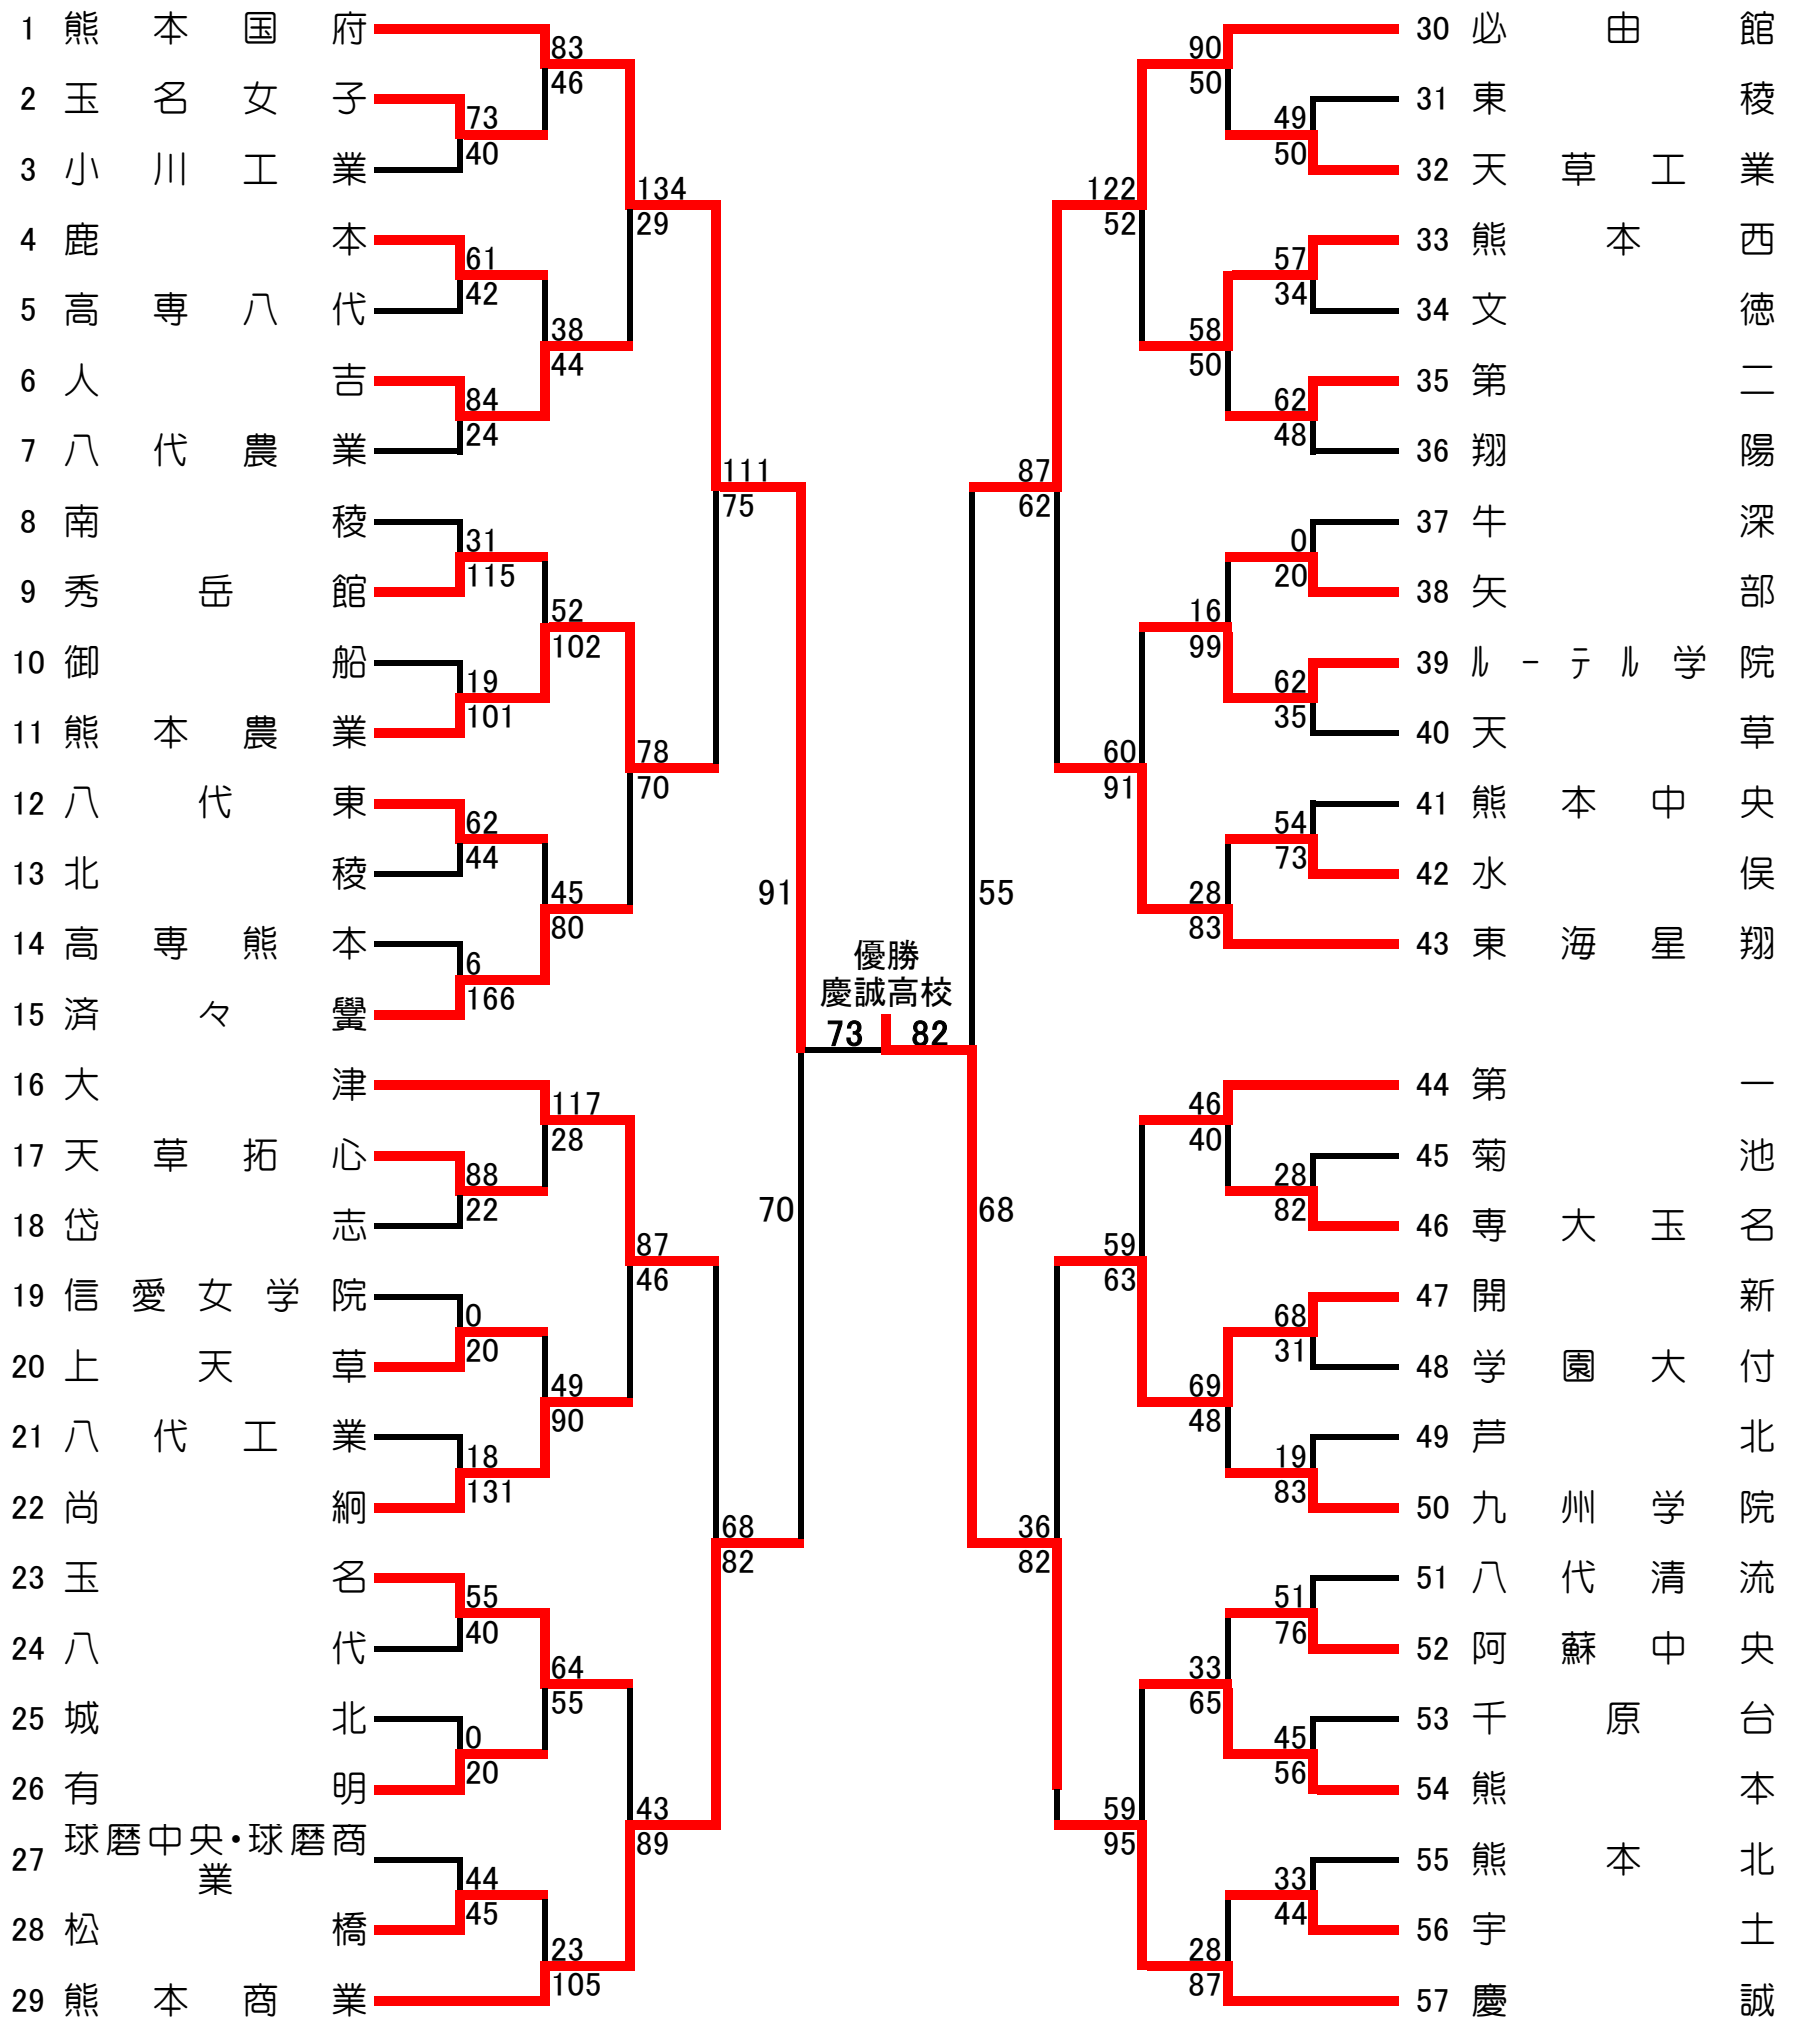 1 熊本国府
2 玉名女子
3 小川工業
4 鹿本
5 高専八代
6 人吉
7 八代農業
8 南稜
9 秀岳館
10 御船
11 熊本農業
12 八代東
13 北稜
14 高専熊本
15 済々黌
16 大津
17 天草拓心
18 岱志
19 信愛女学院
20 上天草
21 八代工業
22 尚絅
23 玉名
24 八代
25 城北
26 有明
27 球磨中央・球磨商
業
28 松橋
29 熊本商業
73
40
61
42
84
24
31
115
19
101
62
44
6
166
88
22
0
20
18
131
55
40
0
20
44
45
83
46
38
44
52
102
45
80
117
28
49
90
64
55
23
105
134
29
78
70
87
46
43
89
111
75
68
82
91
70
優勝
慶誠高校
73 82
55
68
87
62
36
82
122
52
60
91
59
63
59
95
90
50
58
50
16
99
28
83
46
40
69
48
33
65
28
87
49
50
57
34
62
48
0
20
62
35
54
73
28
82
68
31
19
83
51
76
45
56
33
44
30 必由館
31 東稜
32 天草工業
33 熊本西
34 文徳
35 第二
36 翔陽
37 牛深
38 矢部
39 ルーテル学院
40 天草
41 熊本中央
42 水俣
43 東海星翔
44 第一
45 菊池
46 専大玉名
47 開新
48 学園大付
49 芦北
50 九州学院
51 八代清流
52 阿蘇中央
53 千原台
54 熊本
55 熊本北
56 宇土
57 慶誠